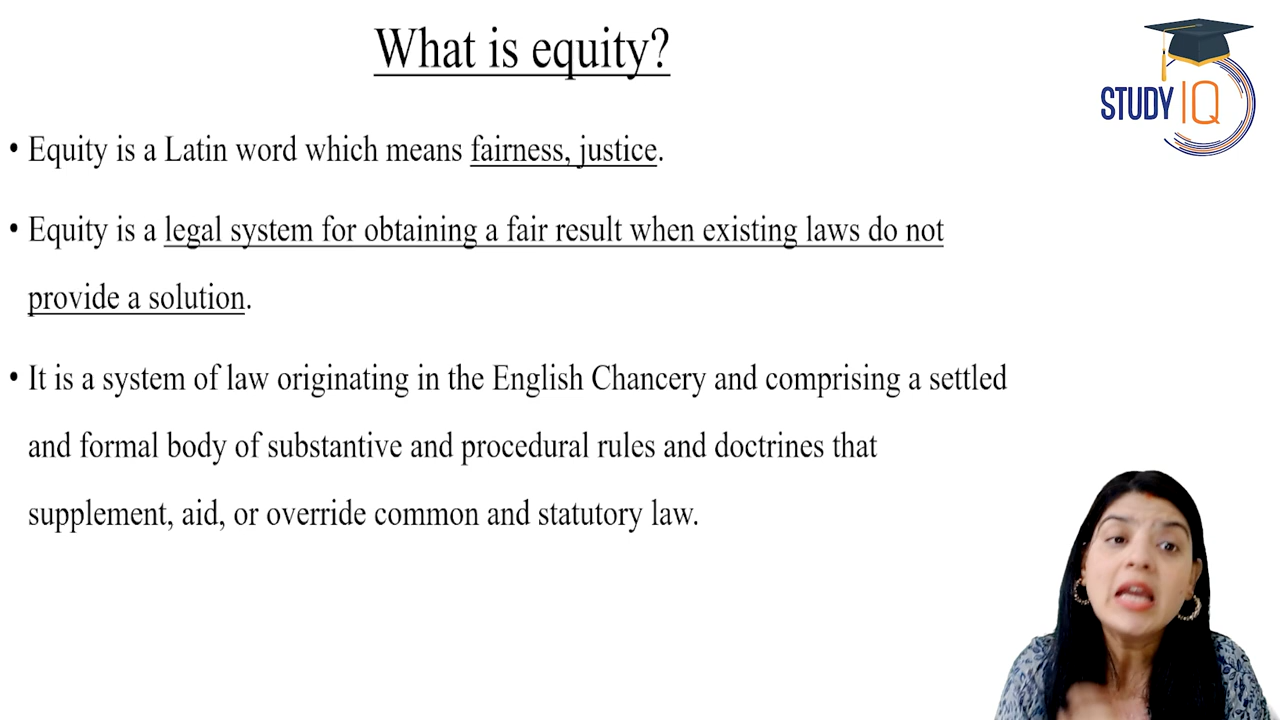 What is equity?
STUDY IQ
• Equity is a Latin word which means fairness, justice.
• Equity is a legal system for obtaining a fair result when existing laws do not
provide a solution.
• It is a system of law originating in the English Chancery and comprising a settled
and formal body of substantive and procedural rules and doctrines that
supplement, aid, or override common and statutory law.